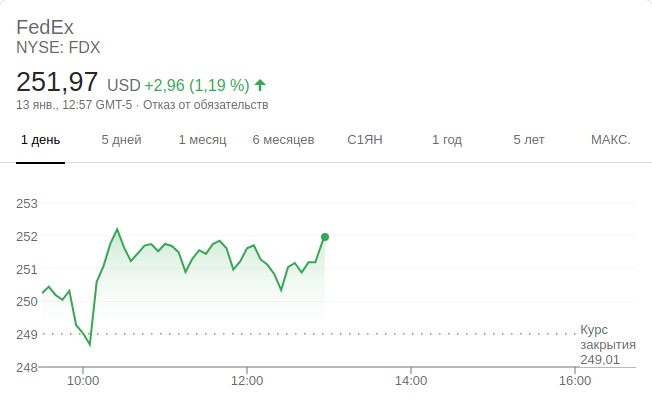 FedEx
NYSE: FDX
251,97 USD +2,96 (1,19 %)
13 янв., 12:57 GMT-5 · Отказ от обязательств
1 день 5 дней 1 месяц 6 месяцев С1ЯН 1 год 5 лет МАКС.
253
252
251
250
249
248
Курс
закрытия
249,01
10:00 12:00 14:00 16:00